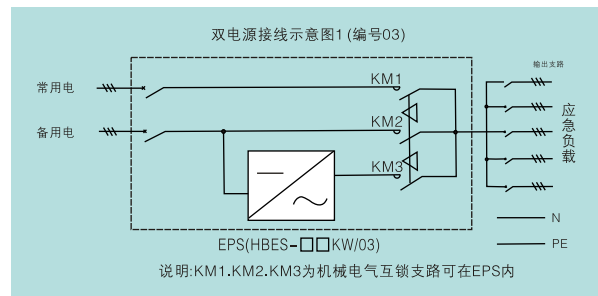 双电源接线示意图1(编号03)
输出支路
常用电
KM1
备用电
KM2
应急负载
KM3
N
EPS(HBES-□□KW/03)
PE
说明:KM1.KM2.KM3为机械电气互锁支路可在EPS内